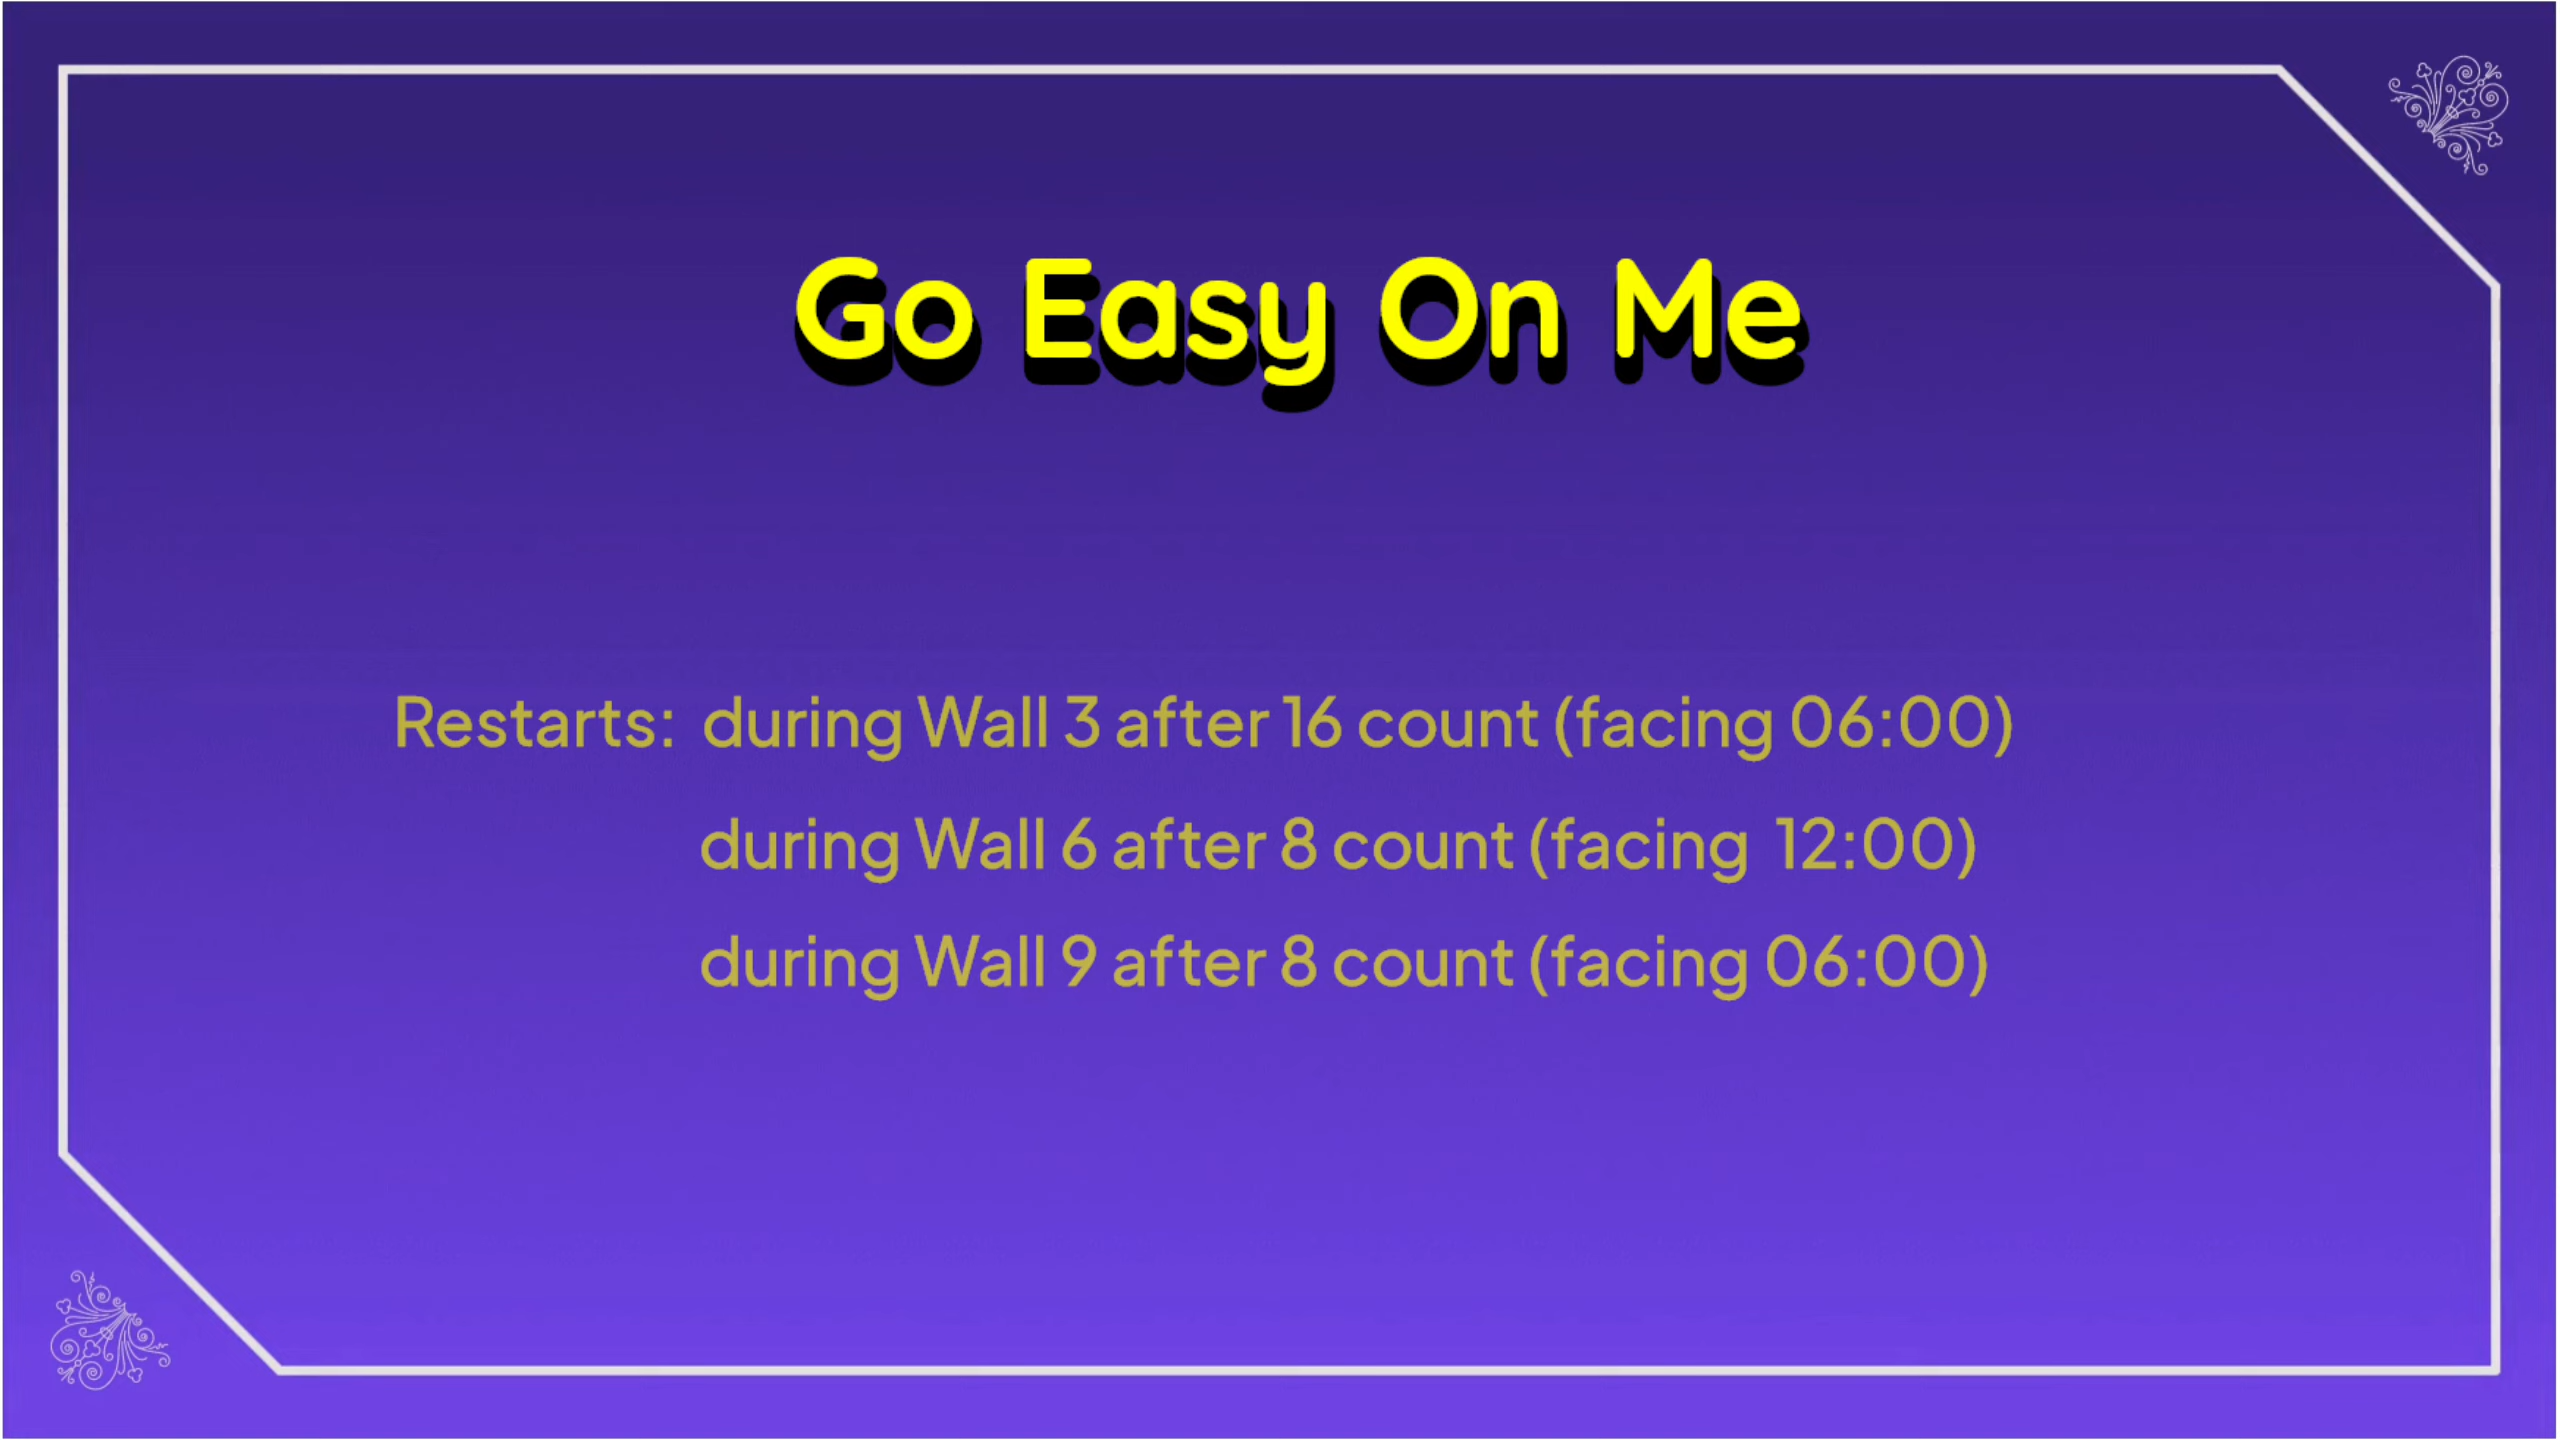 Go Easy On Me
Restarts: during Wall 3 after 16 count (facing 06:00)
during Wall 6 after 8 count (facing 12:00)
during Wall 9 after 8 count (facing 06:00)